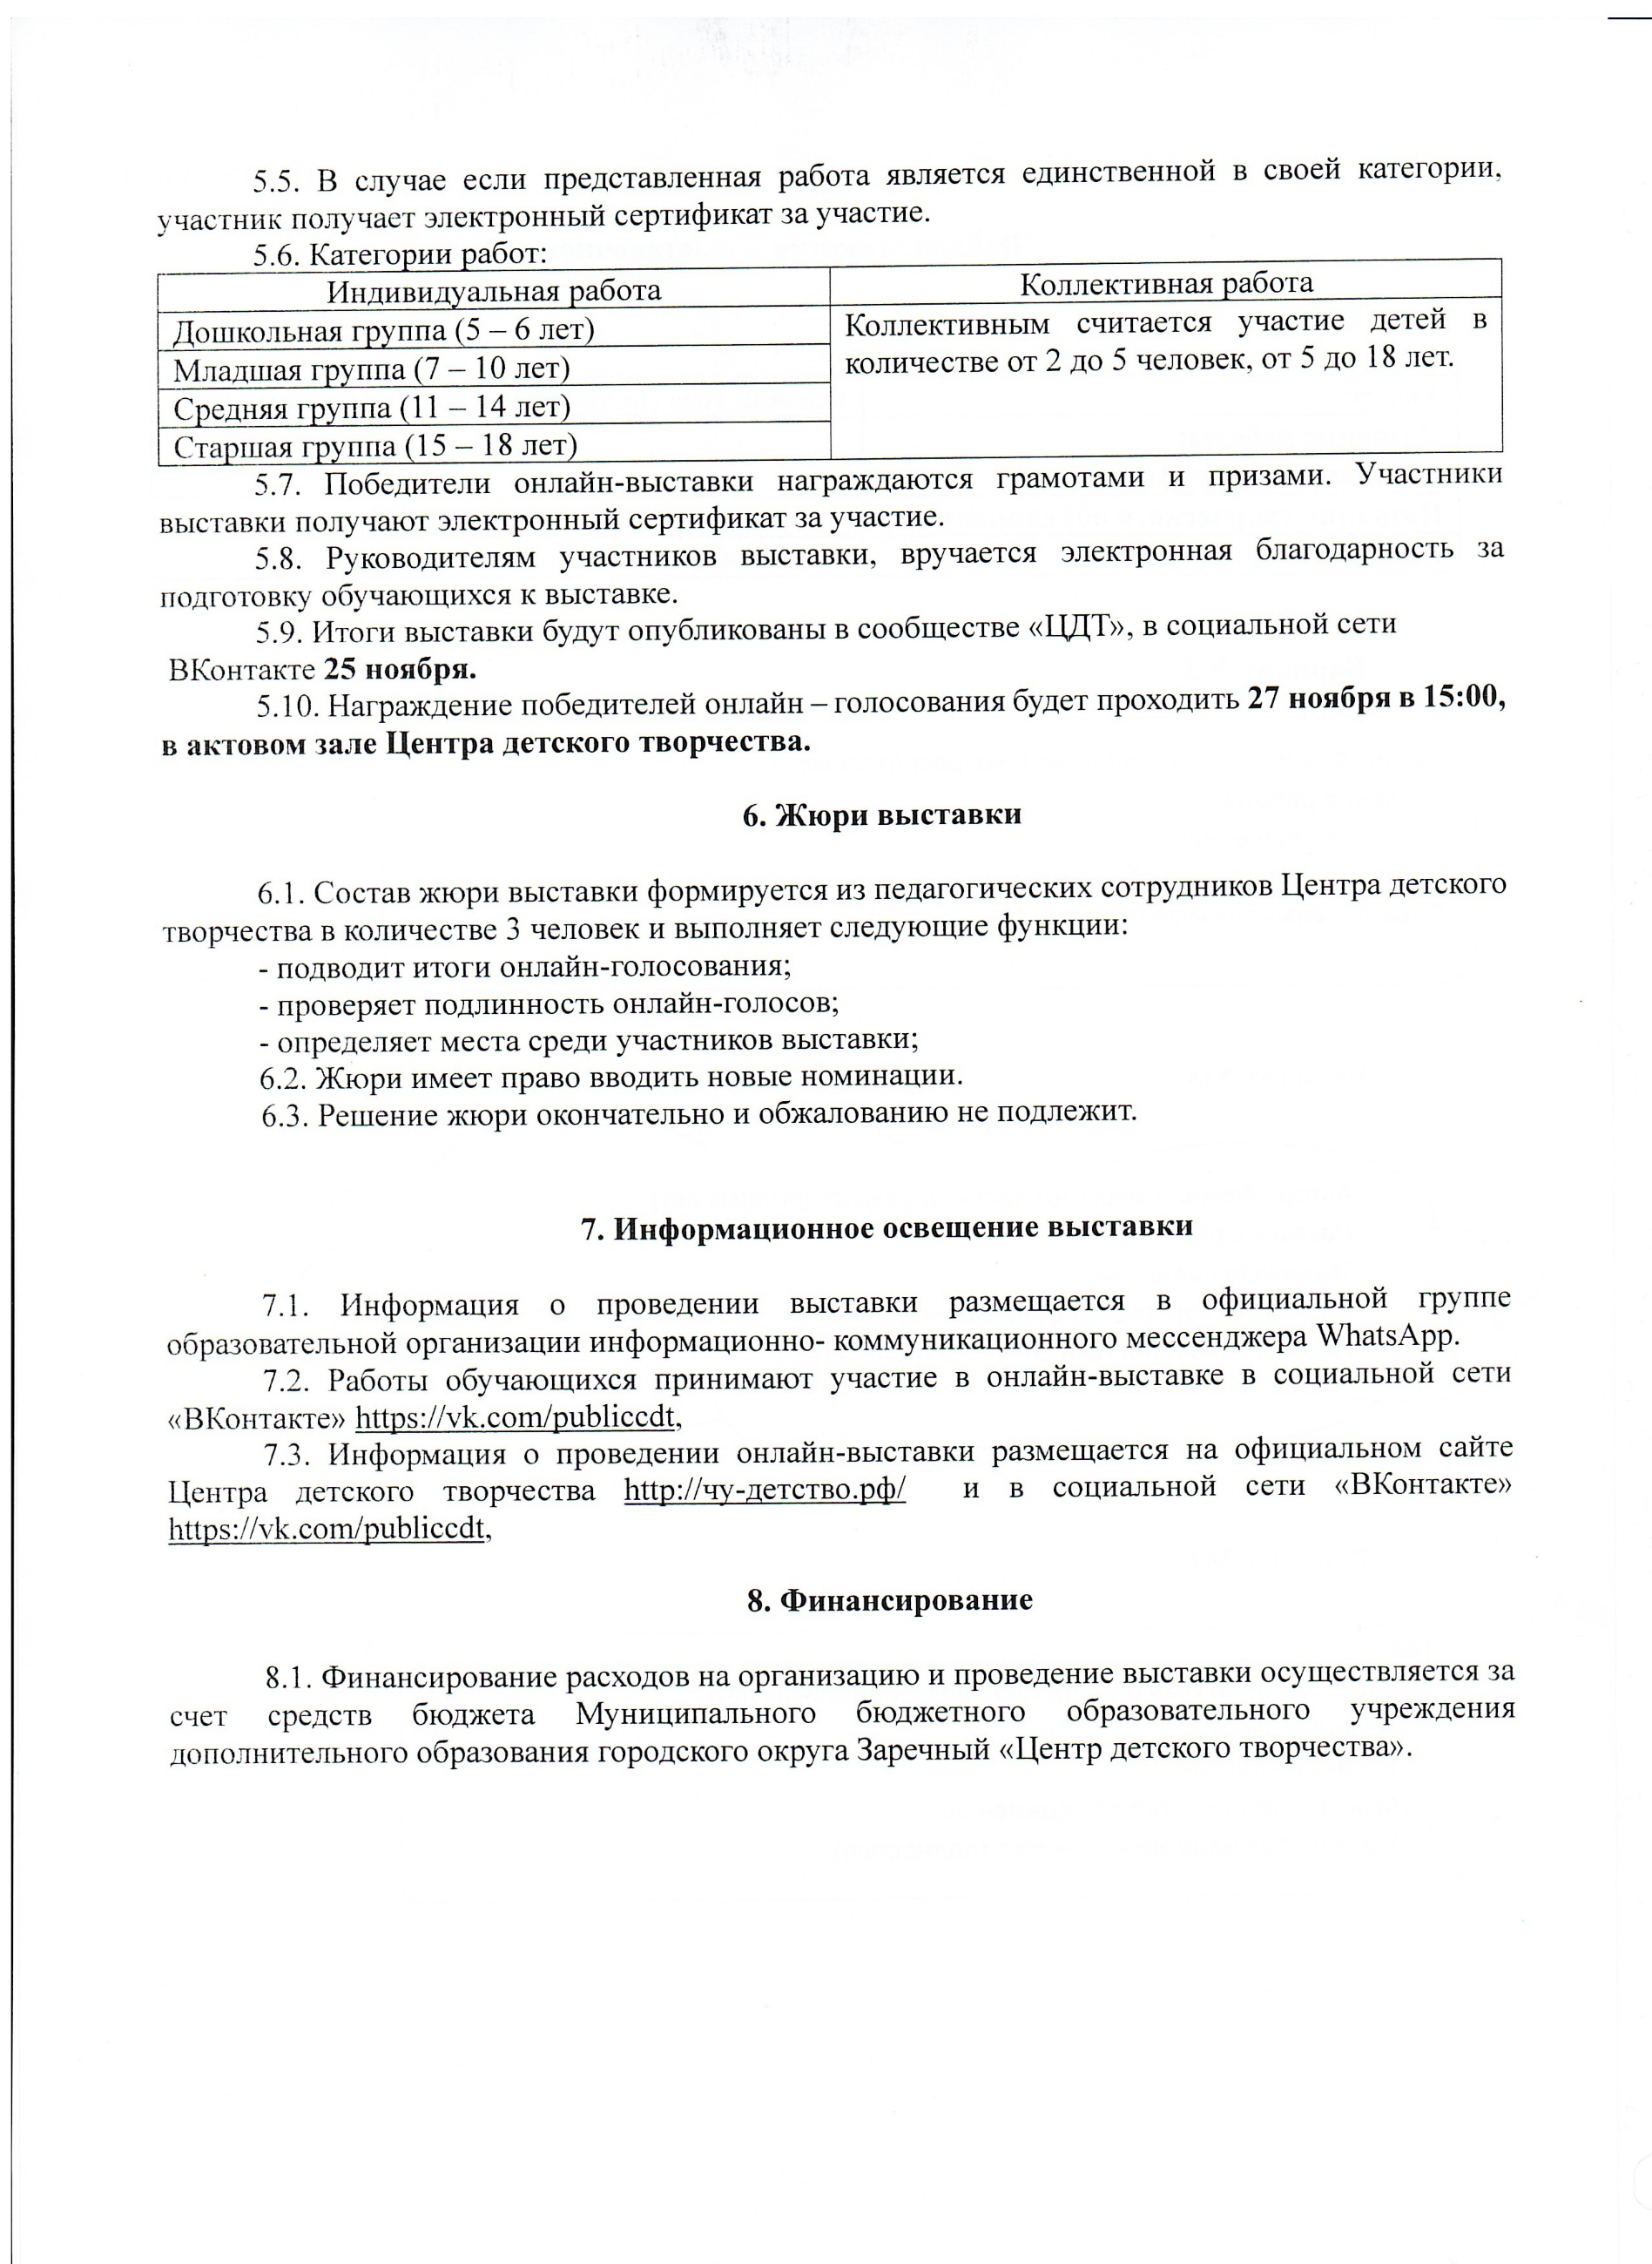 5.5. В случае если представленная работа является единственной в своей категории,
участник получает электронный сертификат за участие.
5.6. Категории работ:
Индивидуальная работа
Коллективная работа
Дошкольная группа (5 – 6 лет)
Младшая группа (7 – 10 лет)
Средняя группа (11 – 14 лет)
Старшая группа (15 – 18 лет)
Коллективным считается участие детей в
количестве от 2 до 5 человек, от 5 до 18 лет.
5.7. Победители онлайн-выставки награждаются грамотами и призами. Участники
выставки получают электронный сертификат за участие.
5.8. Руководителям участников выставки, вручается электронная благодарность за
подготовку обучающихся к выставке.
5.9. Итоги выставки будут опубликованы в сообществе «ЦДТ», в социальной сети
ВКонтакте 25 ноября.
5.10. Награждение победителей онлайн – голосования будет проходить 27 ноября в 15:00,
в актовом зале Центра детского творчества.
6. Жюри выставки
6.1. Состав жюри выставки формируется из педагогических сотрудников Центра детского
творчества в количестве 3 человек и выполняет следующие функции:
- подводит итоги онлайн-голосования;
- проверяет подлинность онлайн-голосов;
- определяет места среди участников выставки;
6.2. Жюри имеет право вводить новые номинации.
6.3. Решение жюри окончательно и обжалованию не подлежит.
7. Информационное освещение выставки
7.1. Информация о проведении выставки размещается в официальной группе
образовательной организации информационно- коммуникационного мессенджера WhatsApp.
7.2. Работы обучающихся принимают участие в онлайн-выставке в социальной сети
«ВКонтакте» https://vk.com/publiccdt,
7.3. Информация о проведении онлайн-выставки размещается на официальном сайте
Центра детского творчества http://чу-детство.рф/ и в социальной сети «ВКонтакте»
https://vk.com/publiccdt,
8. Финансирование
8.1. Финансирование расходов на организацию и проведение выставки осуществляется за
счет средств бюджета Муниципального бюджетного образовательного учреждения
дополнительного образования городского округа Заречный «Центр детского творчества».